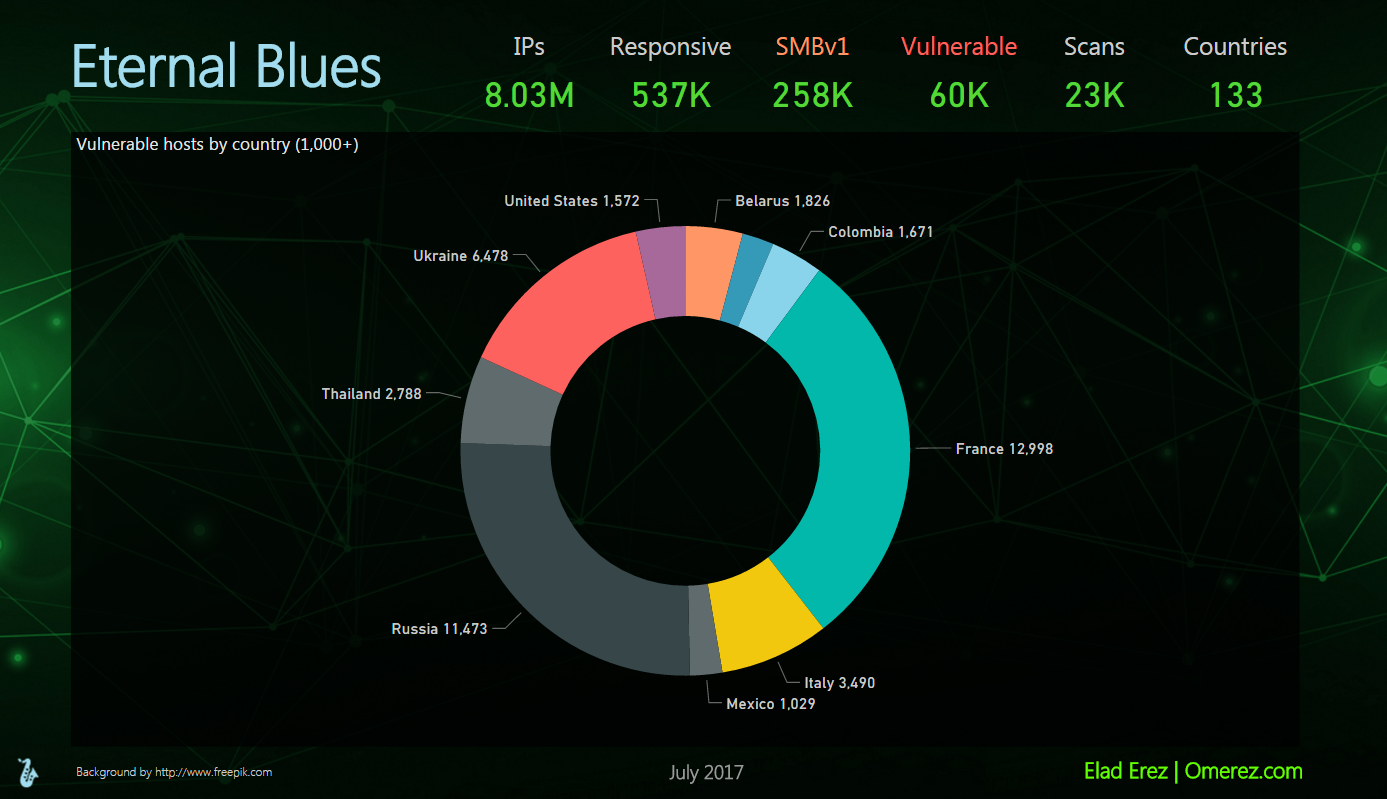 Eternal Blues
IPs Responsive SMBv1 Vulnerable Scans Countries
8.03M 537K 258K 60K 23K 133
Vulnerable hosts by country (1,000+)
United States 1,572
Belarus 1,826
Colombia 1,671
Ukraine 6,478
Thailand 2,788
France 12,998
Russia 11,473
Italy 3,490
Mexico 1,029
Background by http://www.freepik.com
July 2017
Elad Erez | Omerez.com